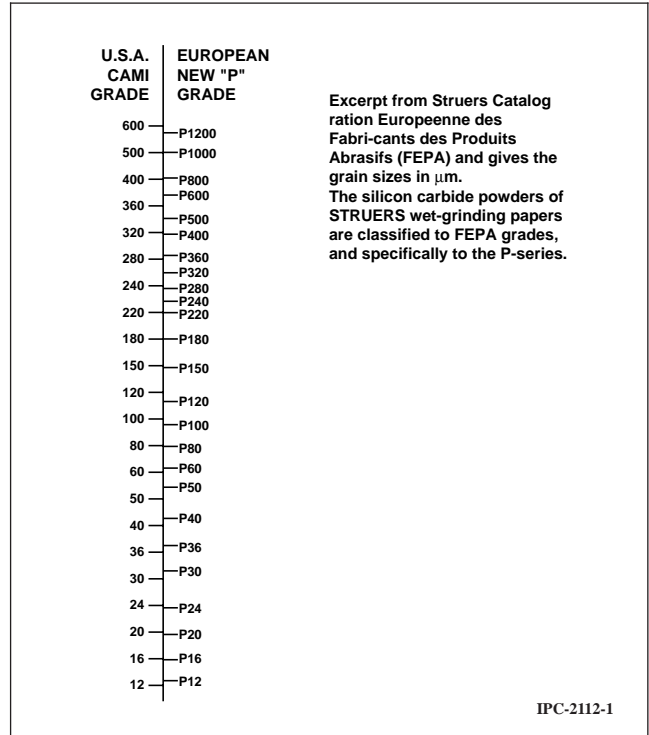 U.S.A. EUROPEAN
CAMI NEW "P"
GRADE GRADE
Excerpt from Struers Catalog
ration Europeenne des
Fabri-cants des Produits
Abrasifs (FEPA) and gives the
grain sizes in μm.
The silicon carbide powders of
STRUERS wet-grinding papers
are classified to FEPA grades,
and specifically to the P-series.
600
P1200
500 P1000
400 P800
P600
360
P500
320 P400
280 P360
P320
240 P280
P240
220 P220
180 P180
150 P150
120
P120
100 P100
80 P80
60 P60
P50
50
40 P40
36 P36
30 P30
24 P24
20 P20
16 P16
12 P12
IPC-2112-1